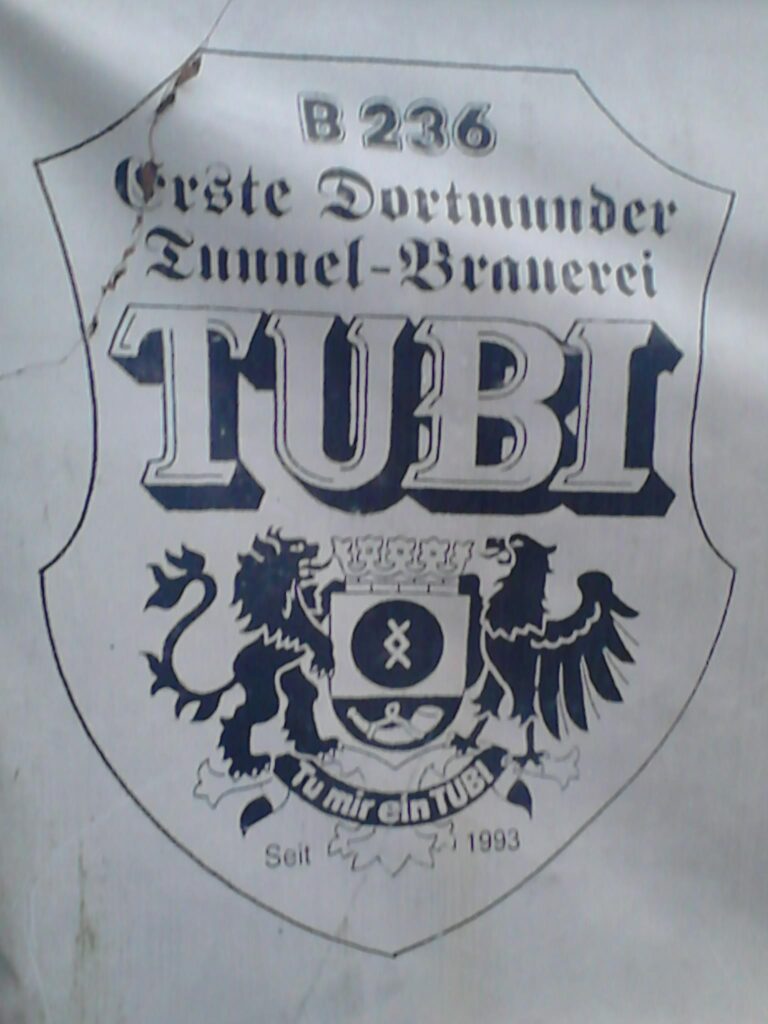 B 236
Erste Dortmunder
Tunnel-Brauerei
TUBI
Tu mir ein TUBI
Seit 1993